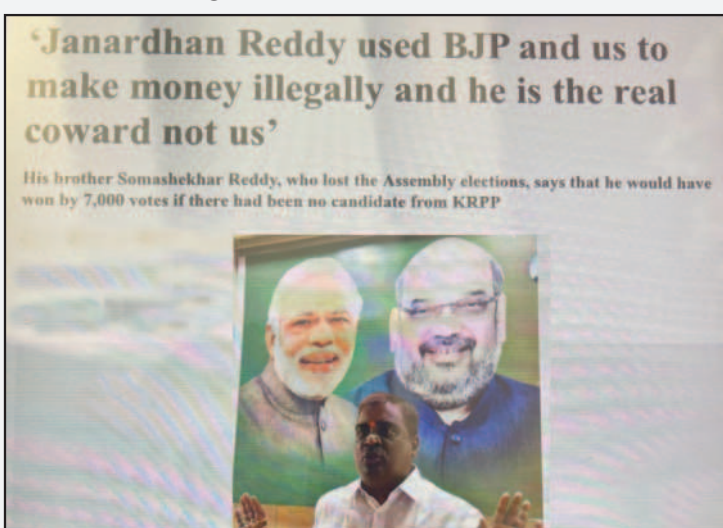 ‘Janardhan Reddy used BJP and us to
make money illegally and he is the real
coward not us’
His brother Somashekhar Reddy, who lost the Assembly elections, says that he would have
won by 7,000 votes if there had been no candidate from KRPP